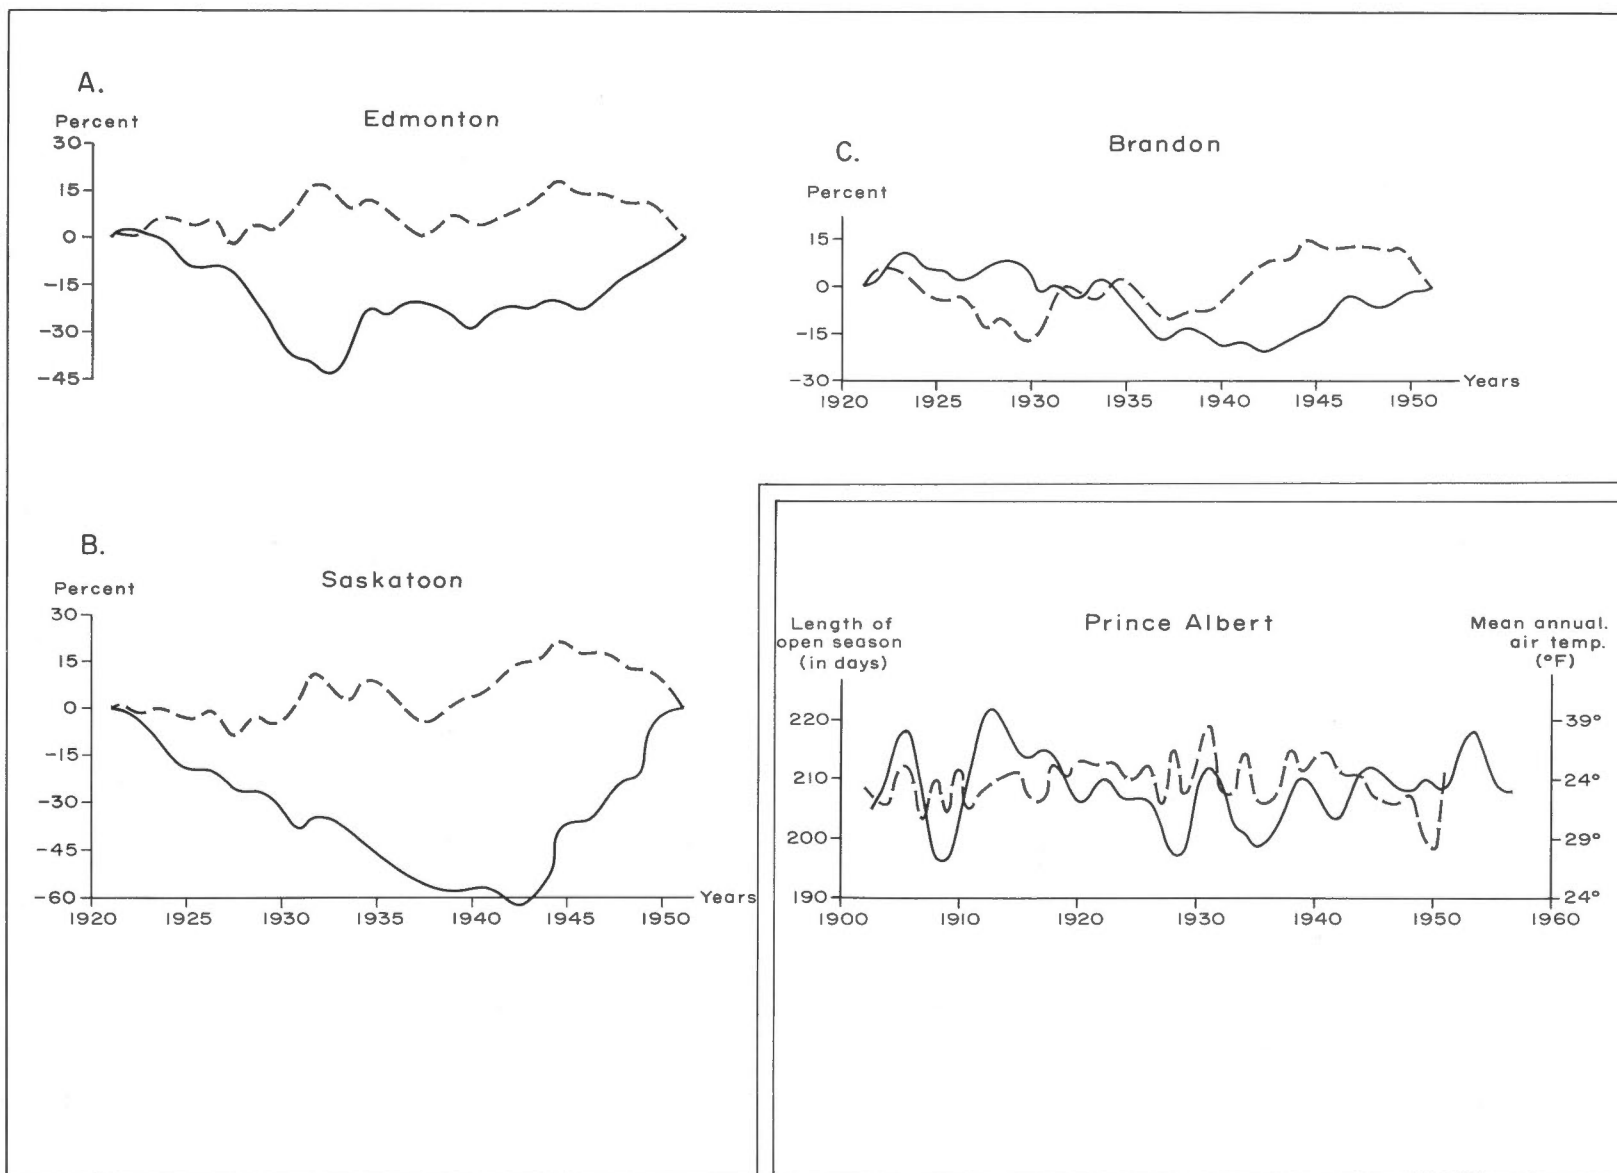 A.
Percent
Edmonton
30
15
0
-15
-30
-45
C.
Brandon
Percent
15
0
-15
-30
Years
1920 1925 1930 1935 1940 1945 1950
B.
Percent
Saskatoon
30
15
0
-15
-30
-45
-60
Years
1920 1925 1930 1935 1940 1945 1950
Length of
open season
(in days)
Prince Albert
Mean annual.
air temp.
(°F)
220
210
200
190
39°
24°
29°
24°
1900 1910 1920 1930 1940 1950 1960